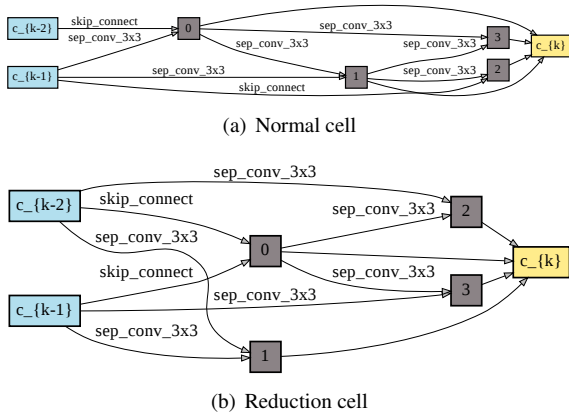 c_{k-2}
skip_connect
0
sep_conv_3x3
sep_conv_3x3
3
c_{k}
sep_conv_3x3
sep_conv_3x3
c_{k-1}
sep_conv_3x3
1
sep_conv_3x3
2
skip_connect
(a) Normal cell
sep_conv_3x3
c_{k-2}
skip_connect
sep_conv_3x3
2
sep_conv_3x3
0
c_{k}
skip_connect
sep_conv_3x3
3
c_{k-1}
sep_conv_3x3
sep_conv_3x3
1
(b) Reduction cell